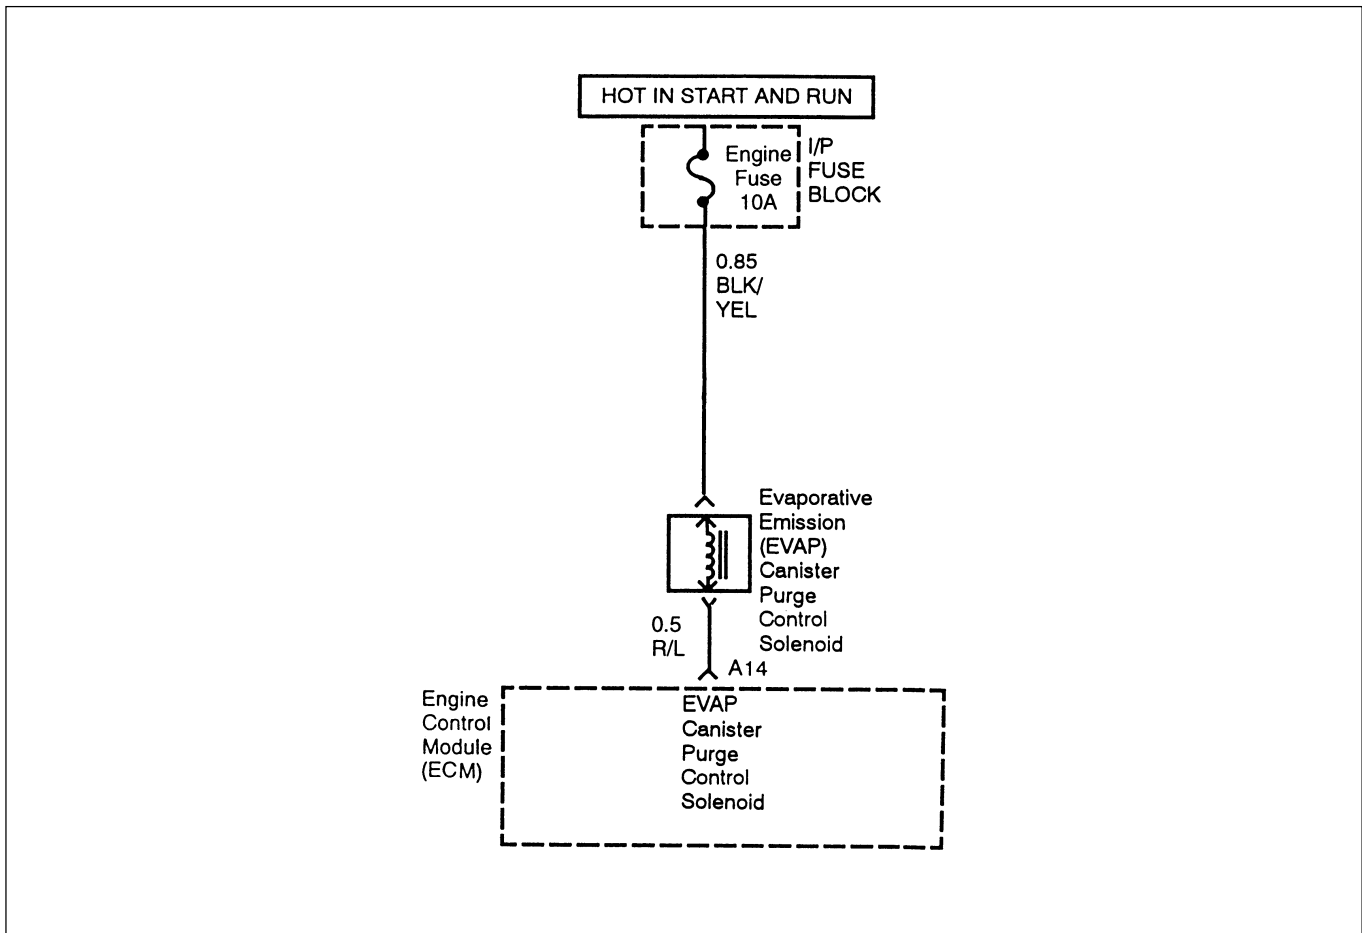 HOT IN START AND RUN
Engine
Fuse
10A
I/P
FUSE
BLOCK
0.85
BLK/
YEL
Evaporative
Emission
(EVAP)
Canister
Purge
Control
Solenoid
0.5
R/L
A14
Engine
Control
Module
(ECM)
EVAP
Canister
Purge
Control
Solenoid